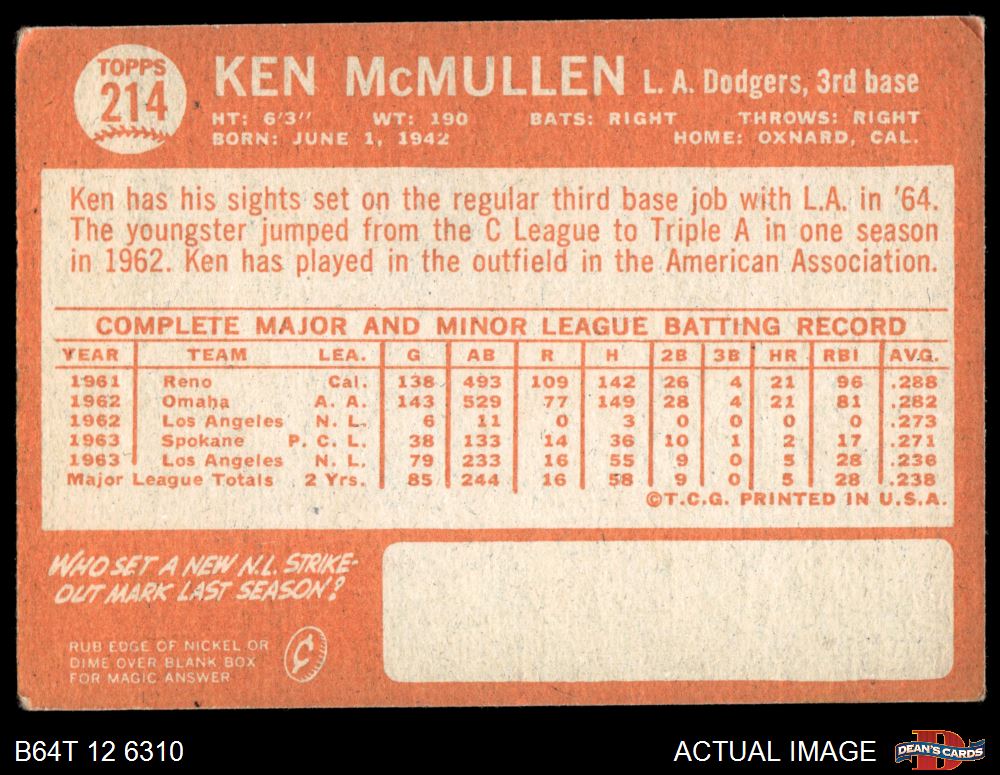 TOPPS
214
KEN McMULLEN L. A. Dodgers, 3rd base
HT: 6'3" WT: 190 BATS: RIGHT THROWS: RIGHT
BORN: JUNE 1, 1942 HOME: OXNARD, CAL.
Ken has his sights set on the regular third base job with L.A. in '64.
The youngster jumped from the C League to Triple A in one season
in 1962. Ken has played in the outfield in the American Association.
COMPLETE MAJOR AND MINOR LEAGUE BATTING RECORD
YEAR TEAM LEA. G AB R H 2B 3B HR RBI AVG.
1961 Reno Cal. 138 493 109 142 26 4 21 96 .288
1962 Omaha A. A. 143 529 77 149 28 4 21 81 .282
1962 Los Angeles N. L. 6 11 0 3 0 0 0 0 .273
1963 Spokane P. C. L. 38 133 14 36 10 1 2 17 .271
1963 Los Angeles N. L. 79 233 16 55 9 0 5 28 .236
Major League Totals 2 Yrs. 85 244 16 58 9 0 5 28 .238
©T.C.G. PRINTED IN U.S.A.
WHO SET A NEW N.L. STRIKE-
OUT MARK LAST SEASON?
RUB EDGE OF NICKEL OR
DIME OVER BLANK BOX
FOR MAGIC ANSWER
¢
B64T 12 6310
ACTUAL IMAGE
DEAN'S CARDS